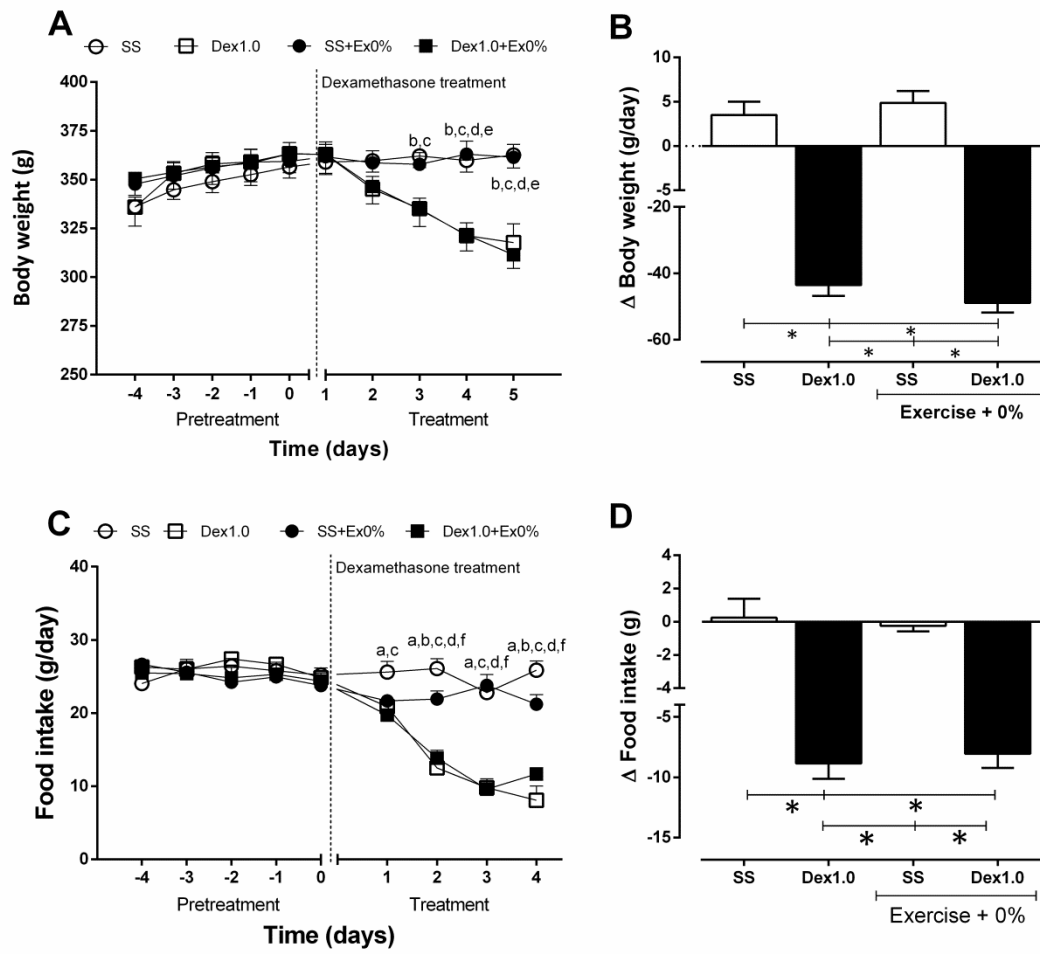 A
SS Dex1.0 SS+Ex0% Dex1.0+Ex0%
Dexamethasone treatment
Body weight (g)
400
375
350
325
300
275
250
b,c
b,c,d,e
b,c,d,e
-4 -3 -2 -1 0 1 2 3 4 5
Pretreatment Treatment
Time (days)
B
Δ Body weight (g/day)
10
5
0
5
-20
-40
-60
* *
* *
SS Dex1.0 SS Dex1.0
Exercise + 0%
C
SS Dex1.0 SS+Ex0% Dex1.0+Ex0%
Dexamethasone treatment
Food intake (g/day)
40
30
20
10
0
a,c
a,b,c,d,f
a,c,d,f
a,b,c,d,f
-4 -3 -2 -1 0 1 2 3 4
Pretreatment Treatment
Time (days)
D
Δ Food intake (g)
4
2
0
-2
-4
-5
-10
-15
* *
* *
SS Dex1.0 SS Dex1.0
Exercise + 0%